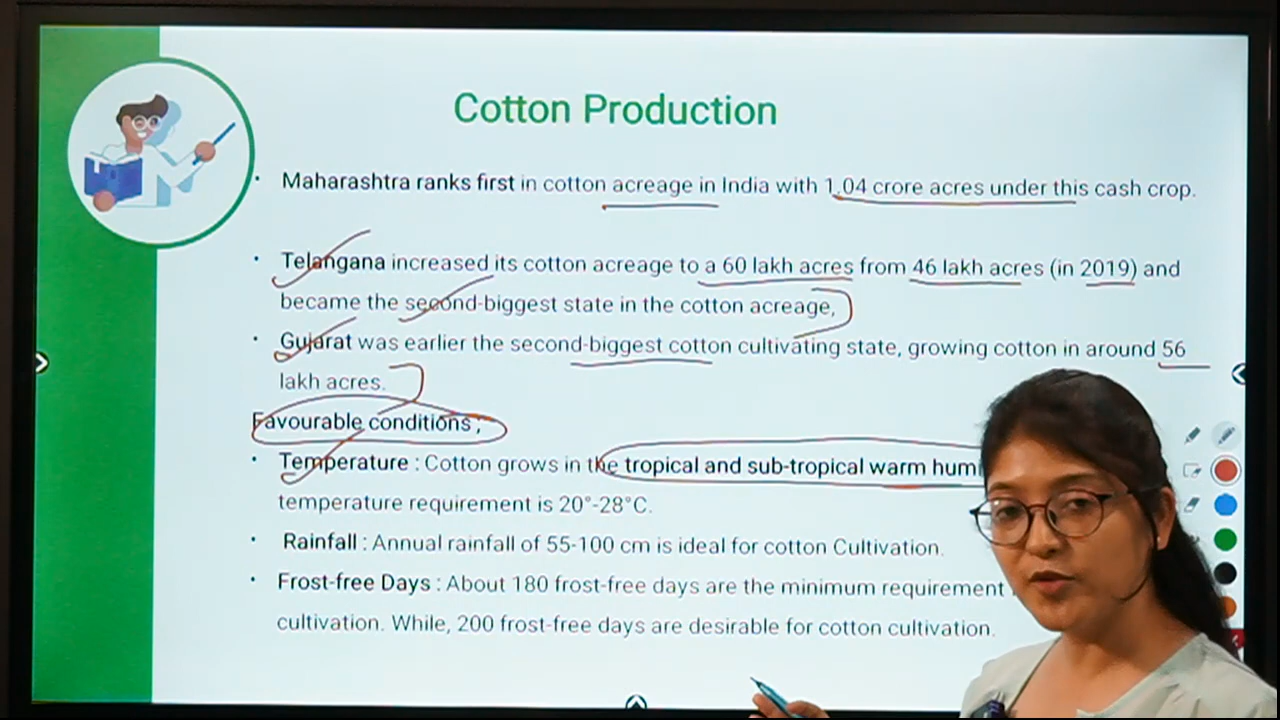 Cotton Production
• Maharashtra ranks first in cotton acreage in India with 1.04 crore acres under this cash crop.
• Telangana increased its cotton acreage to a 60 lakh acres from 46 lakh acres (in 2019) and
became the second-biggest state in the cotton acreage,
• Gujarat was earlier the second-biggest cotton cultivating state, growing cotton in around 56
lakh acres.
Favourable conditions ;
• Temperature : Cotton grows in the tropical and sub-tropical warm
temperature requirement is 20°-28°C.
• Rainfall : Annual rainfall of 55-100 cm is ideal for cotton Cultivation.
• Frost-free Days : About 180 frost-free days are the minimum requirement
cultivation. While, 200 frost-free days are desirable for cotton cultivation.